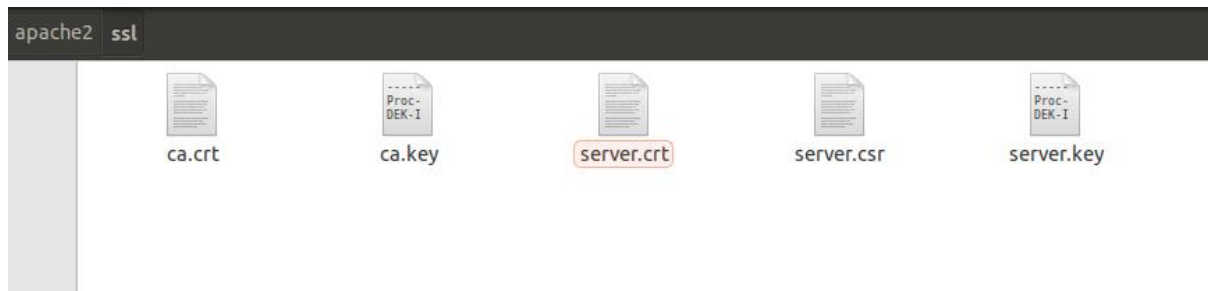 apache2 ssl
-----
Proc-
DEK-I
-----
Proc-
DEK-I
ca.crt ca.key server.crt server.csr server.key